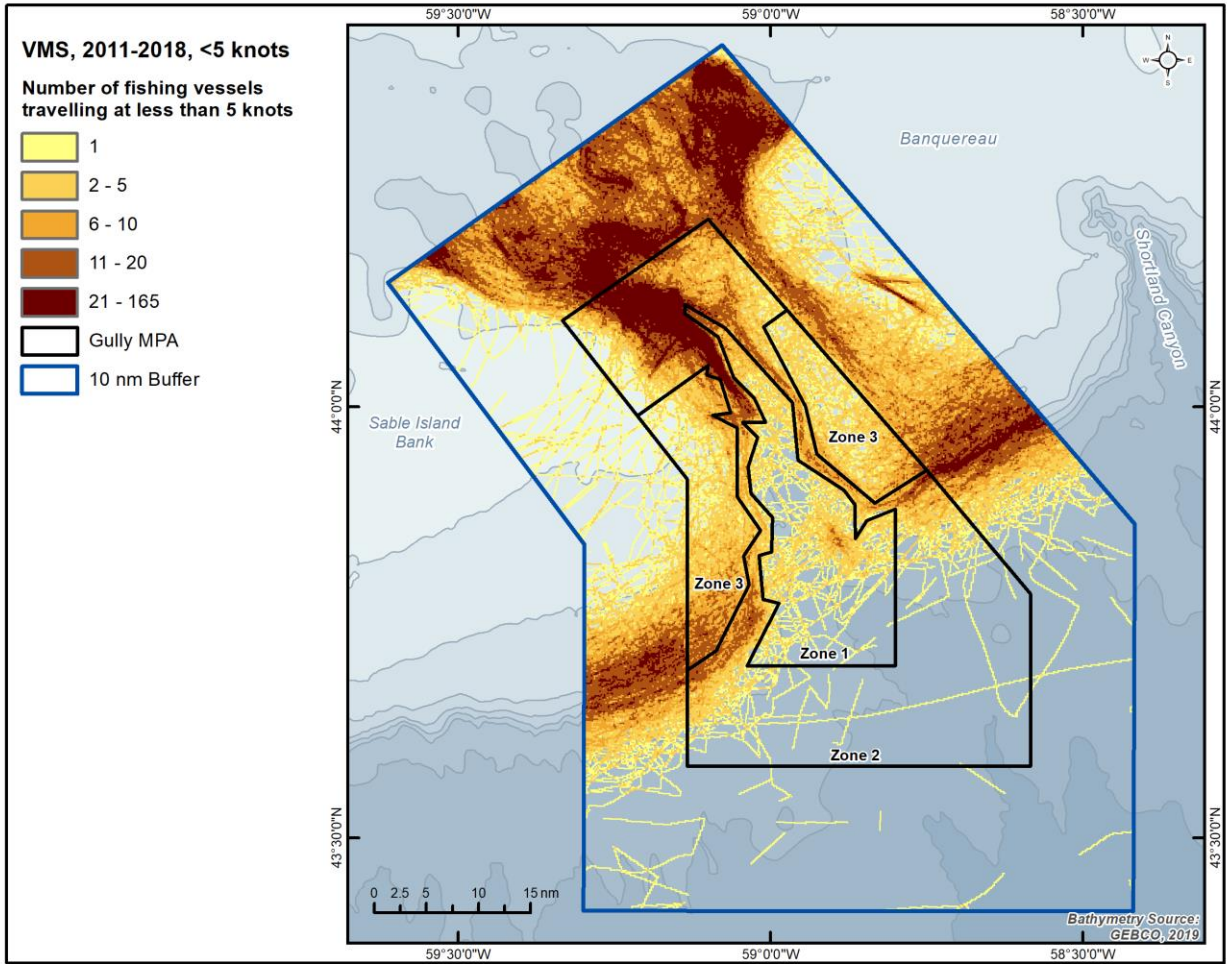 VMS, 2011-2018, <5 knots
Number of fishing vessels
travelling at less than 5 knots
1
2 - 5
6 - 10
11 - 20
21 - 165
Gully MPA
10 nm Buffer
59°30'0"W
59°0'0"W
58°30'0"W
N
W
E
S
Banquereau
Shortland Canyon
44°0'0"N
44°0'0"N
Sable Island
Bank
Zone 3
Zone 3
Zone 1
Zone 2
43°30'0"N
43°30'0"N
0 2.5 5 10 15 nm
Bathymetry Source:
GEBCO, 2019
59°30'0"W
59°0'0"W
58°30'0"W